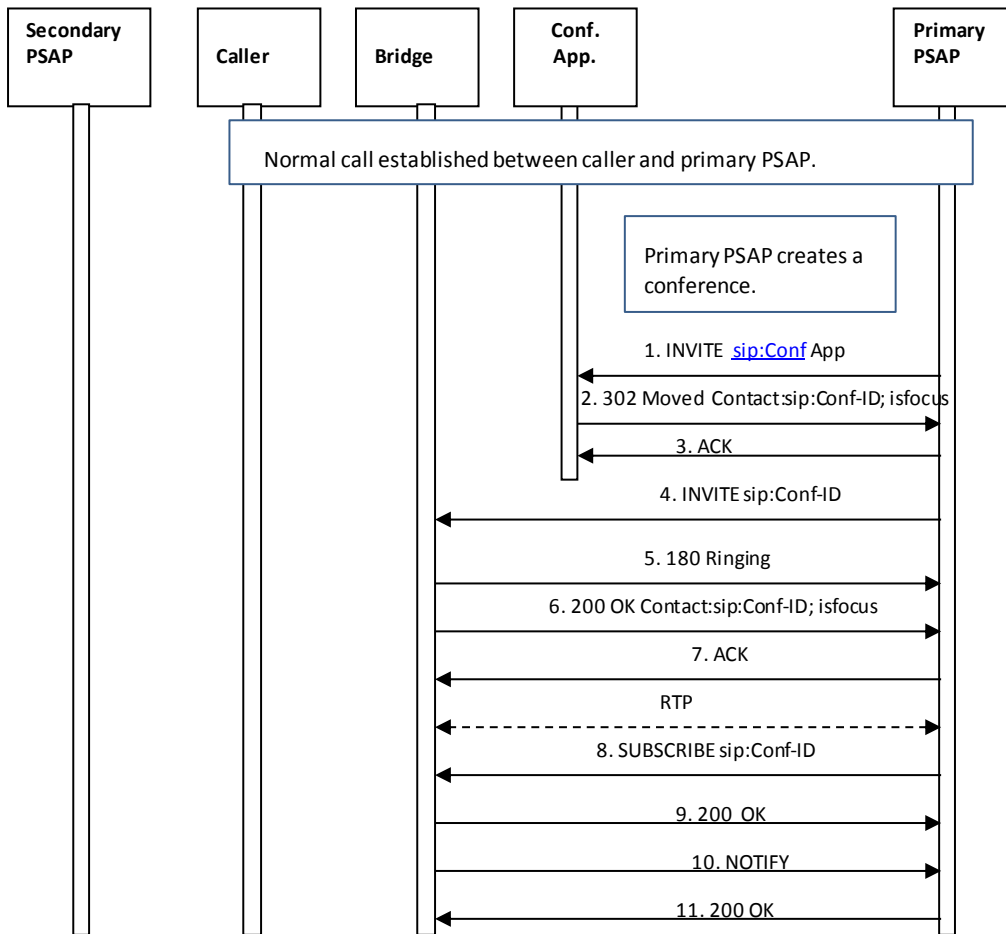 Secondary
PSAP
Caller
Bridge
Conf.
App.
Primary
PSAP
Normal call established between caller and primary PSAP.
Primary PSAP creates a
conference.
1. INVITE sip:Conf App
2. 302 Moved Contact:sip:Conf-ID; isfocus
3. ACK
4. INVITE sip:Conf-ID
5. 180 Ringing
6. 200 OK Contact:sip:Conf-ID; isfocus
7. ACK
RTP
8. SUBSCRIBE sip:Conf-ID
9. 200 OK
10. NOTIFY
11. 200 OK